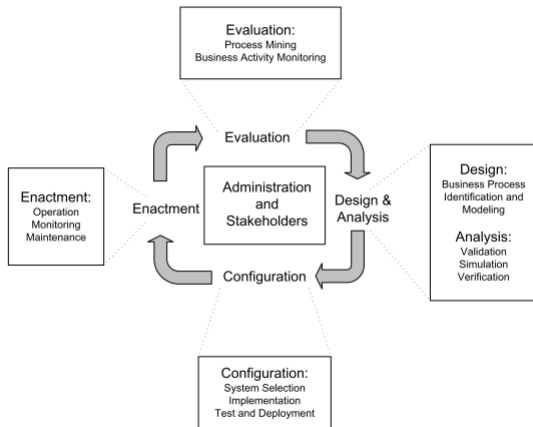 Evaluation:
Process Mining
Business Activity Monitoring
Evaluation
Enactment:
Operation
Monitoring
Maintenance
Enactment
Administration
and
Stakeholders
Design &
Analysis
Design:
Business Process
Identification and
Modeling
Analysis:
Validation
Simulation
Verification
Configuration
Configuration:
System Selection
Implementation
Test and Deployment